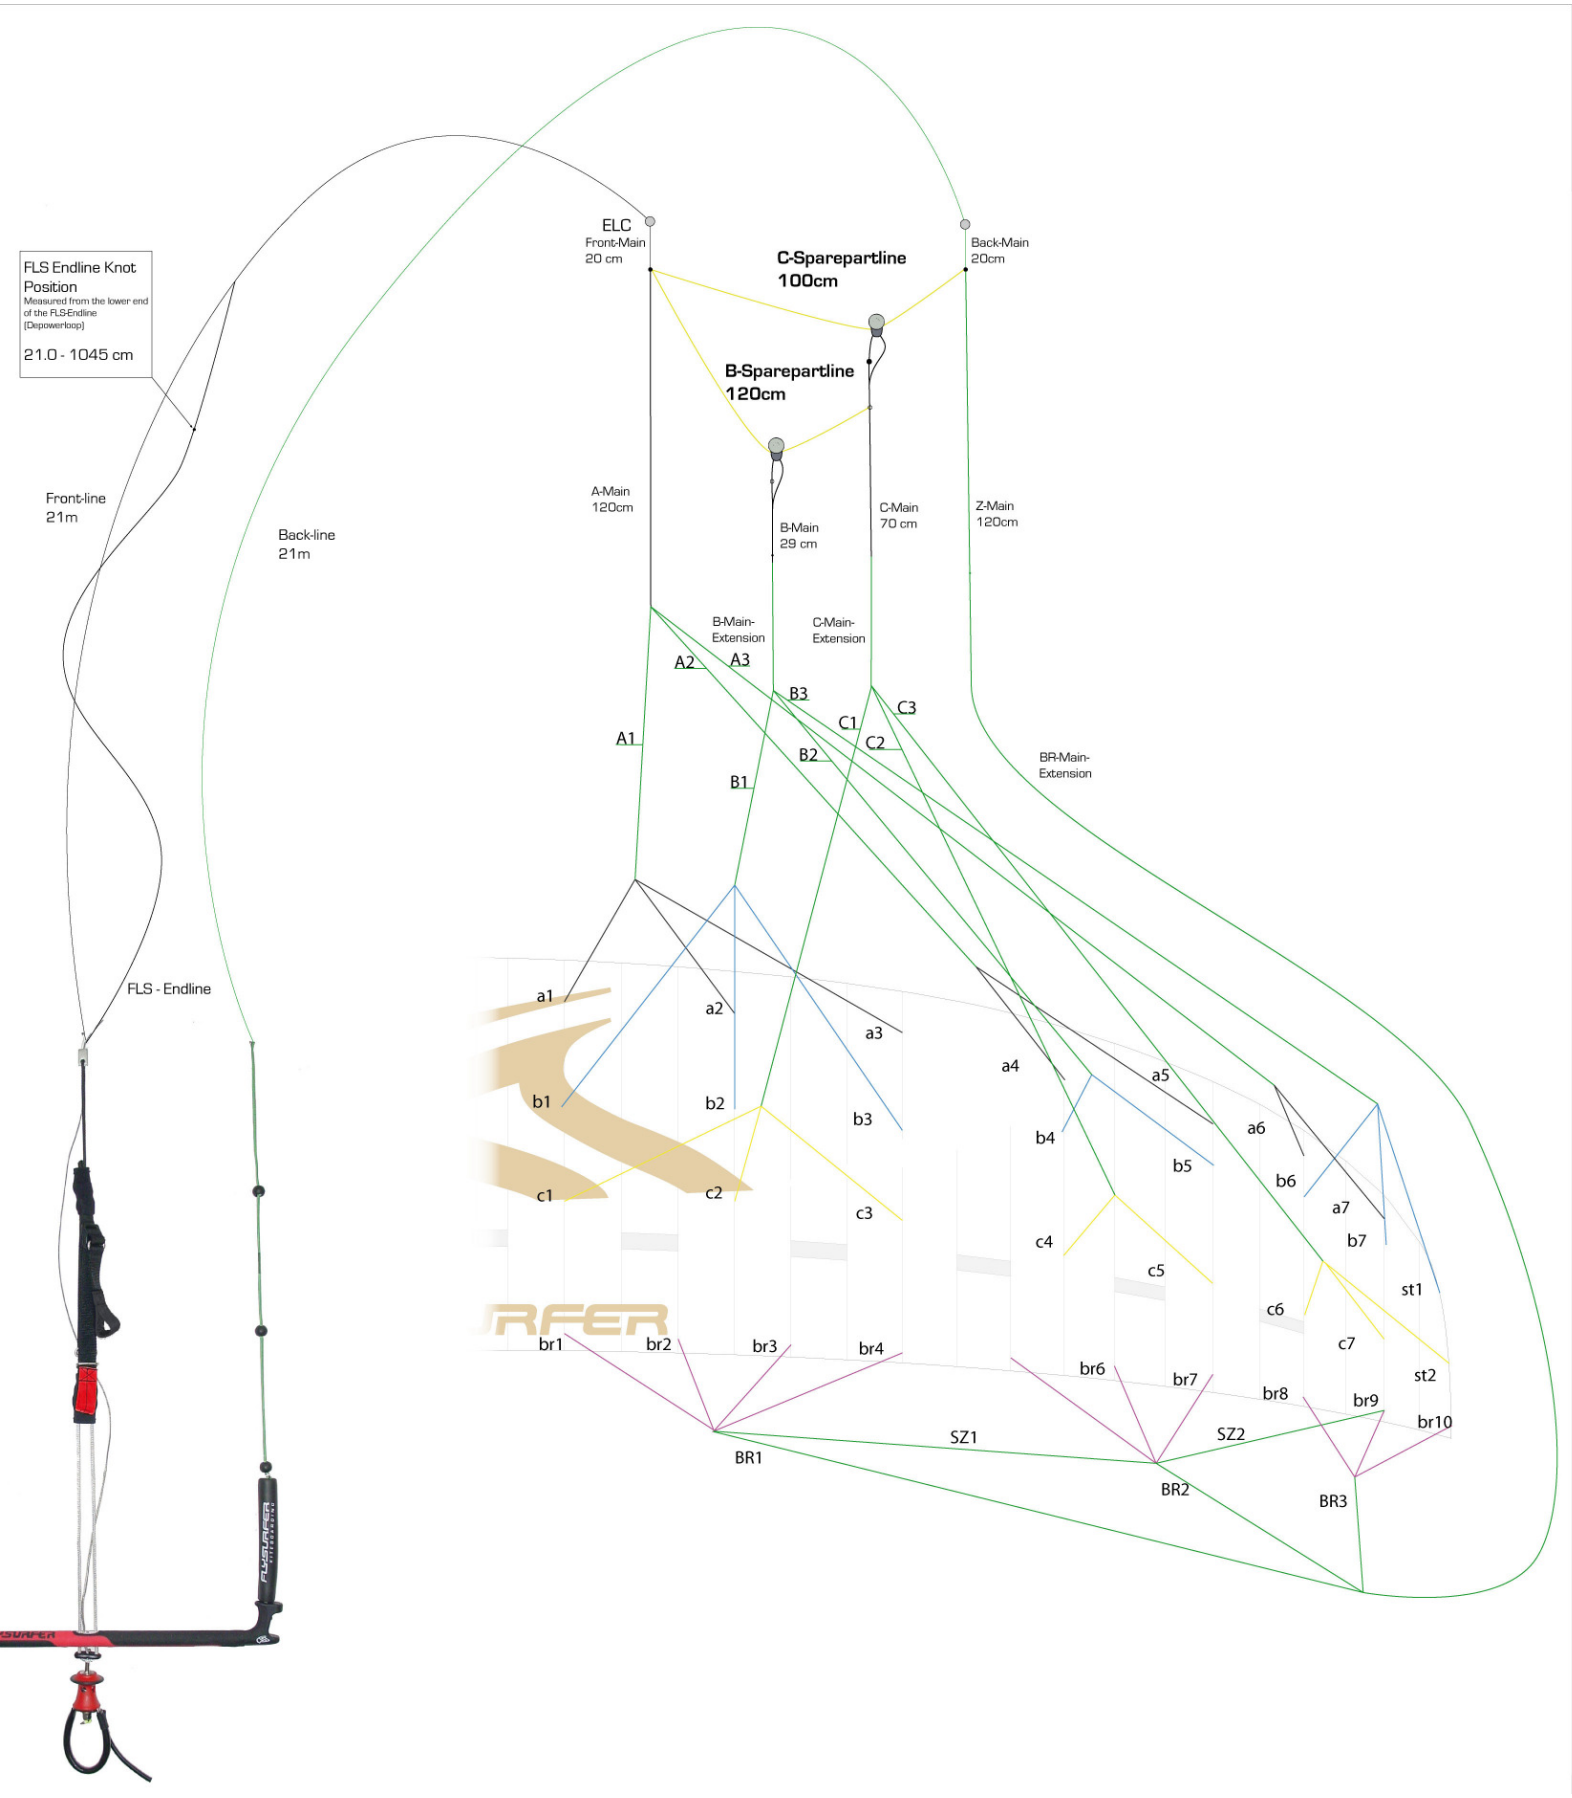 ELC
Front-Main
20 cm
Back-Main
20cm
C-Sparepartline
100cm
FLS Endline Knot
Position
Measured from the lower end
of the FLS-Endline
(Depowerloop)
21.0 - 1045 cm
B-Sparepartline
120cm
Front-line
21m
Back-line
21m
A-Main
120cm
B-Main
29 cm
C-Main
70 cm
Z-Main
120cm
B-Main-
Extension
C-Main-
Extension
A2
A3
B3
C3
C1
C2
A1
B2
B1
BR-Main-
Extension
FLS - Endline
a1
a2
a3
a4
a5
b1
b2
b3
b4
b5
a6
b6
a7
b7
c1
c2
c3
c4
c5
c6
c7
st1
st2
RFER
br1
br2
br3
br4
br6
br7
br8
br9
br10
SZ1
SZ2
BR1
BR2
BR3
FLYSURFER
KITEBOARDING
SURFER